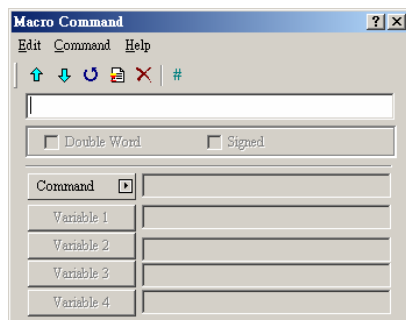 Macro Command
Edit Command Help
#
Double Word Signed
Command
Variable 1
Variable 2
Variable 3
Variable 4